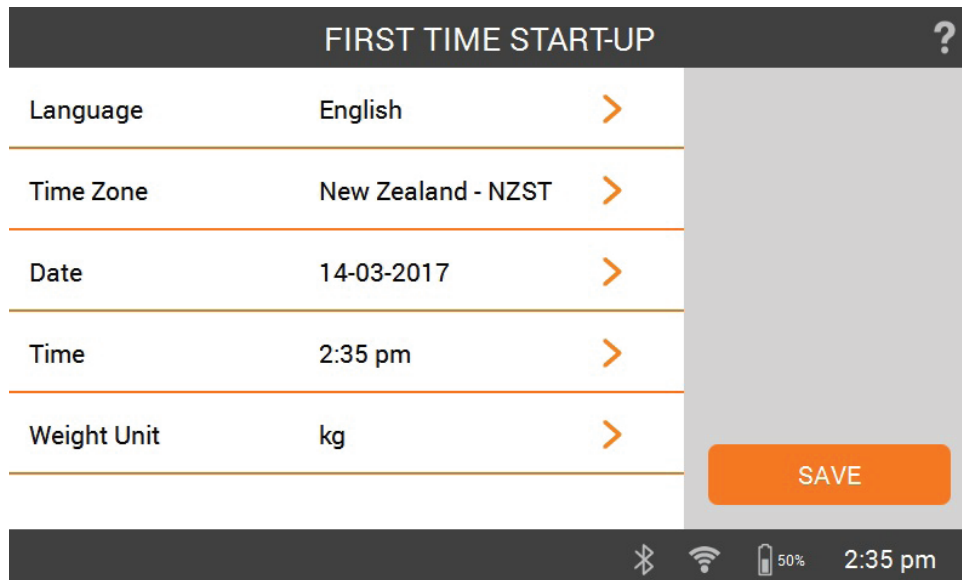 FIRST TIME START-UP ?
Language English
Time Zone New Zealand - NZST
Date 14-03-2017
Time 2:35 pm
Weight Unit kg
SAVE
50% 2:35 pm